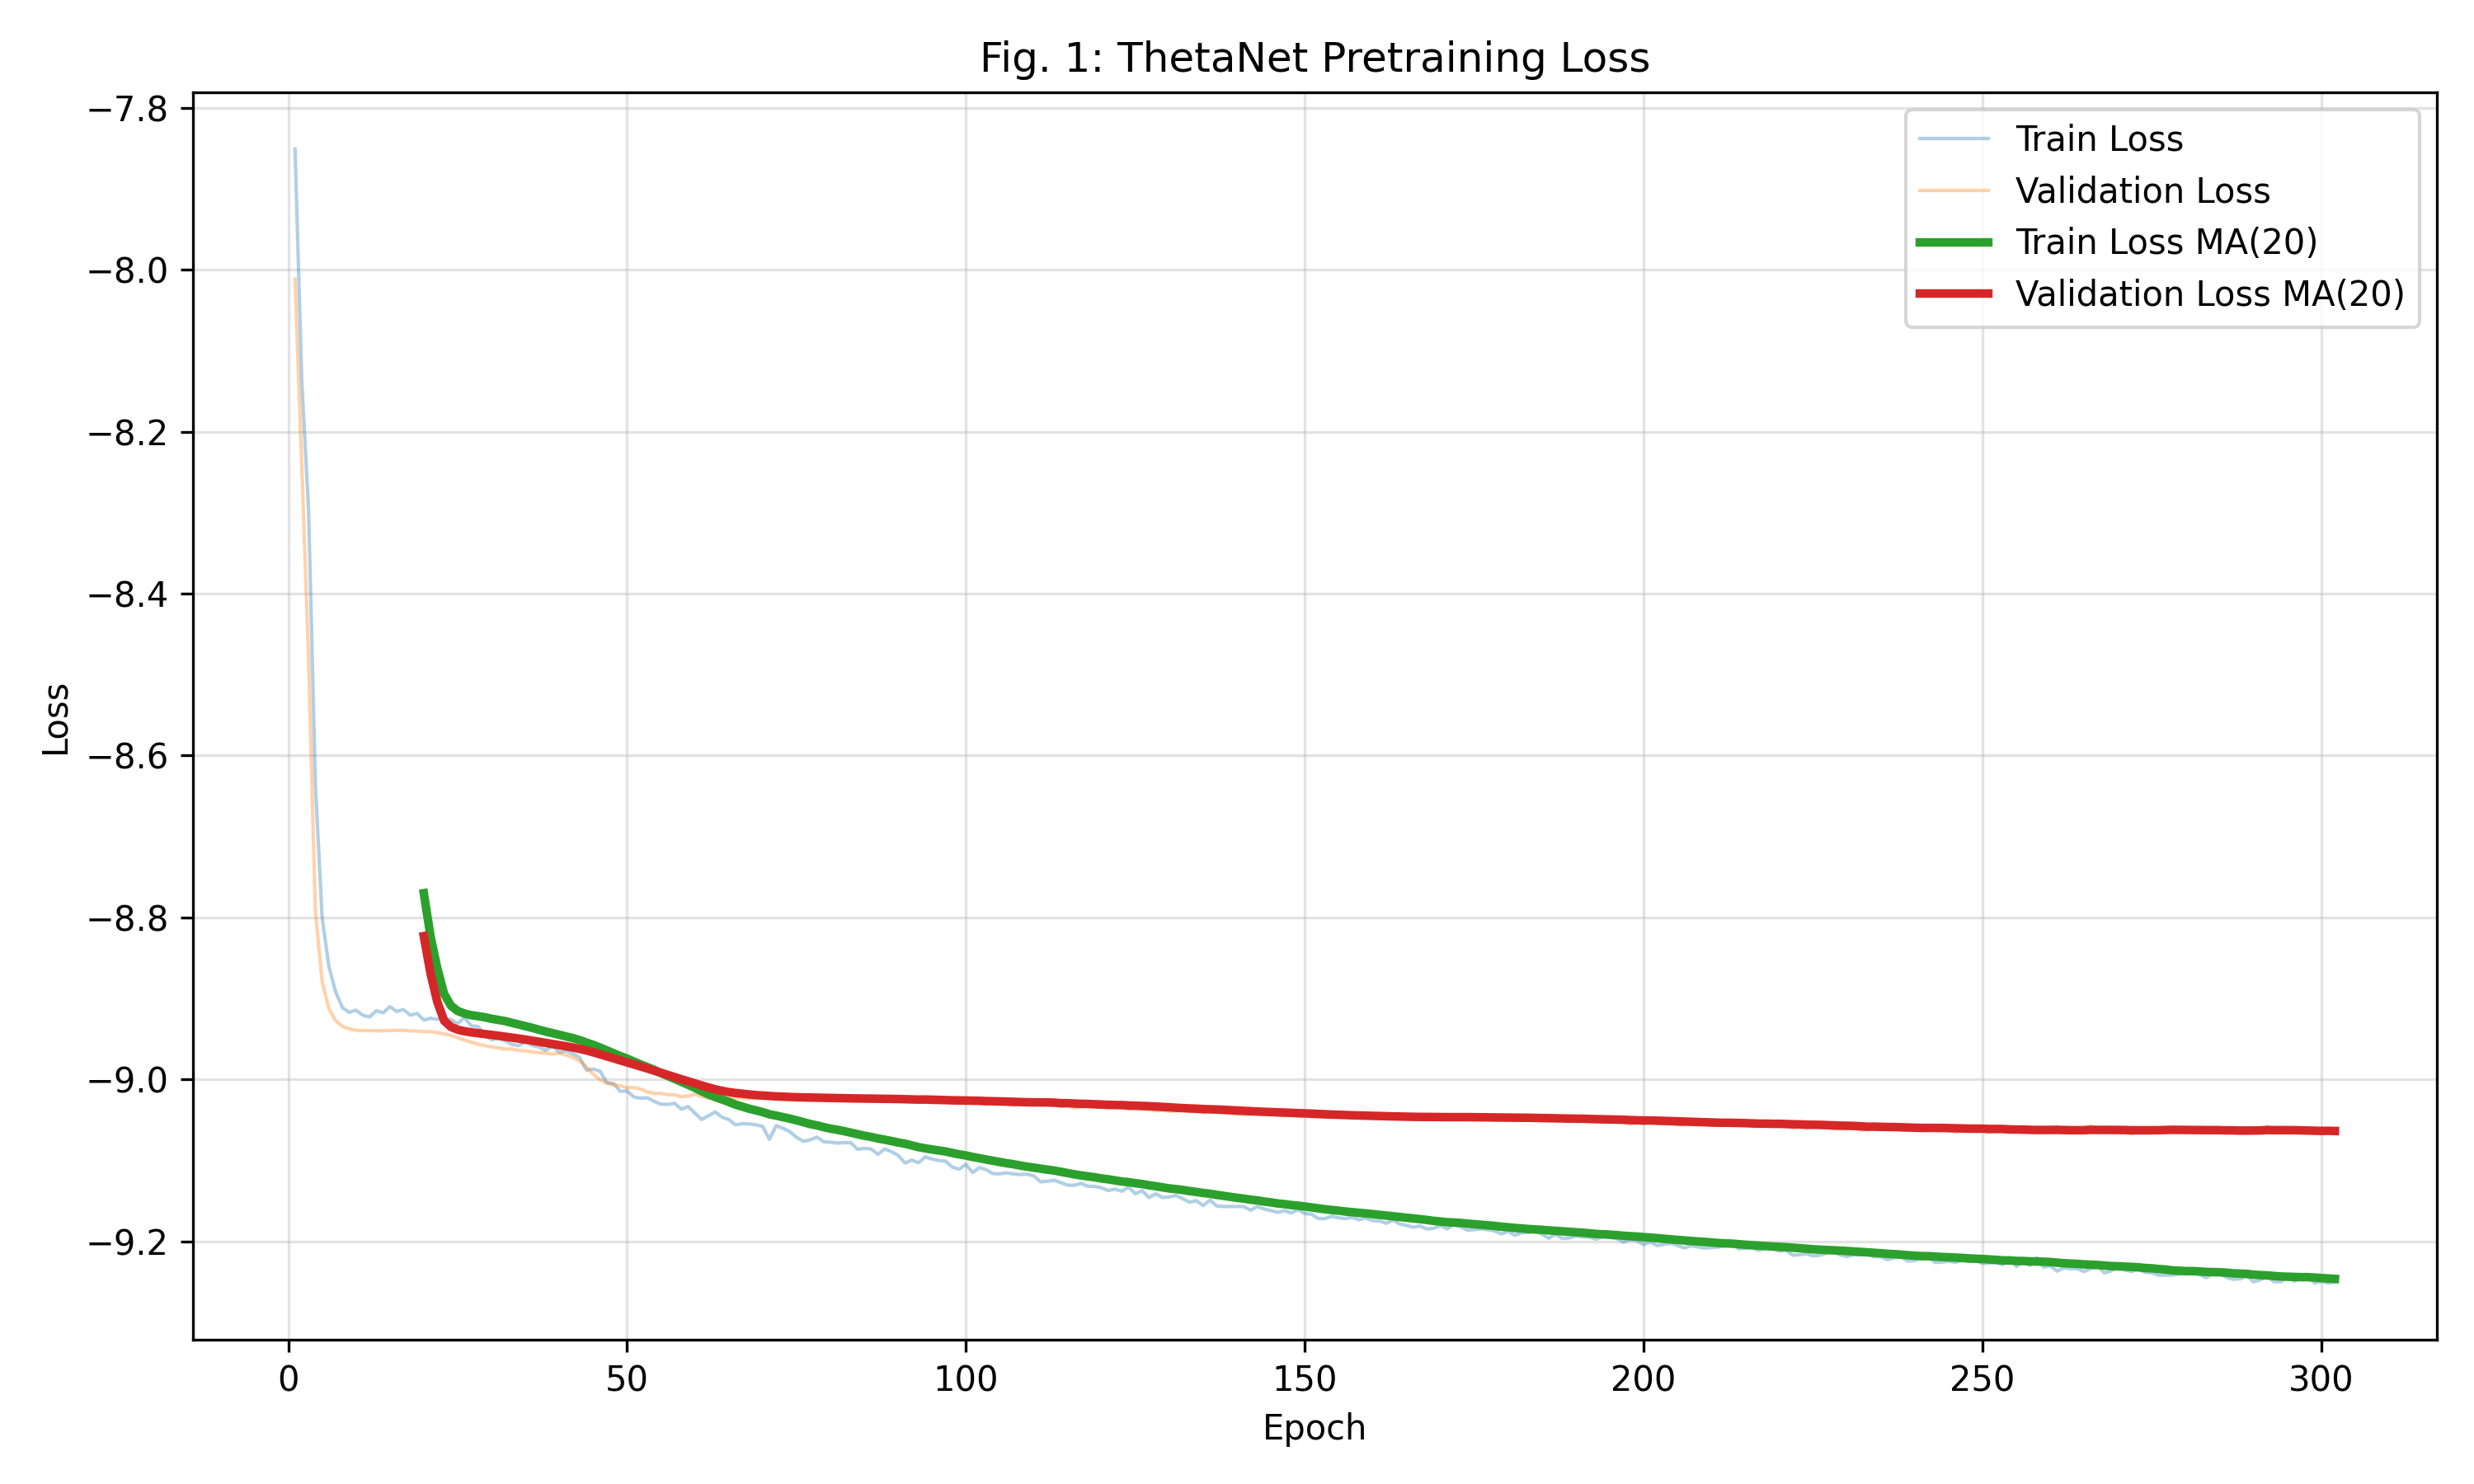 Fig. 1: ThetaNet Pretraining Loss
Train Loss
Validation Loss
Train Loss MA(20)
Validation Loss MA(20)
Loss
−7.8
−8.0
−8.2
−8.4
−8.6
−8.8
−9.0
−9.2
0 50 100 150 200 250 300
Epoch